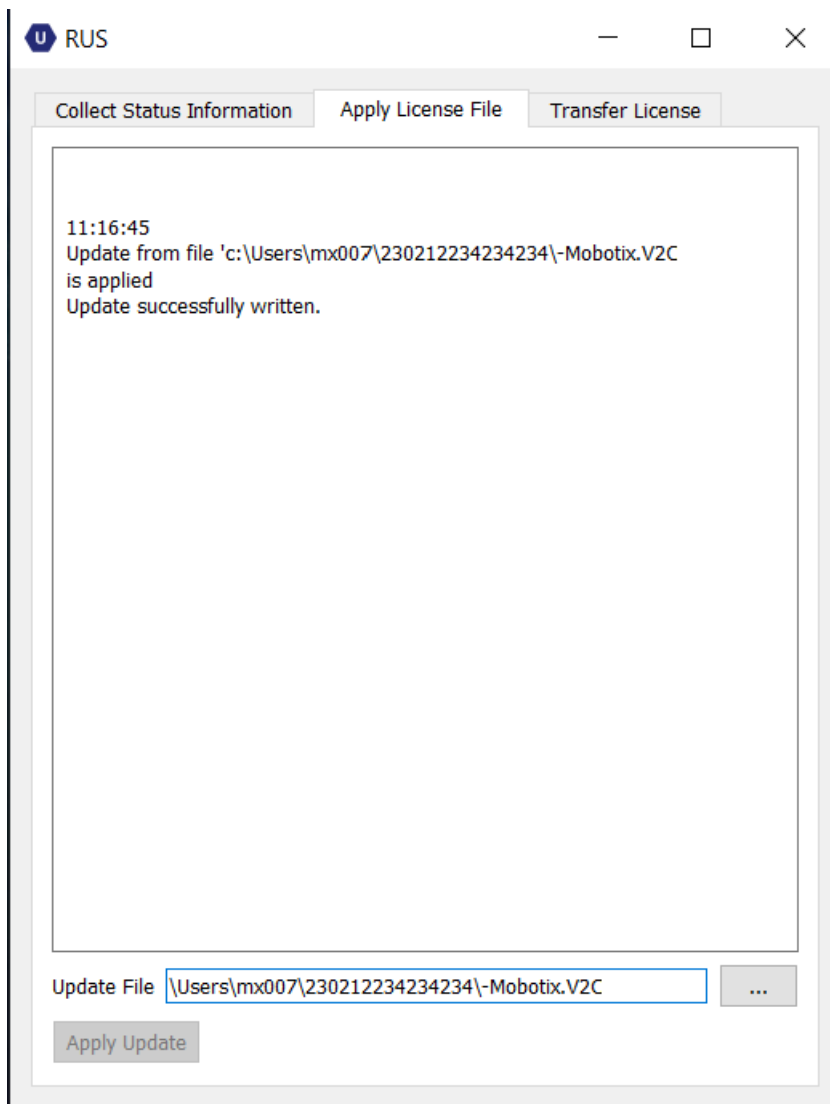 U RUS
Collect Status Information Apply License File Transfer License
11:16:45
Update from file 'c:\Users\mx007\230212234234234\-Mobotix.V2C
is applied
Update successfully written.
Update File \Users\mx007\230212234234234\-Mobotix.V2C ...
Apply Update